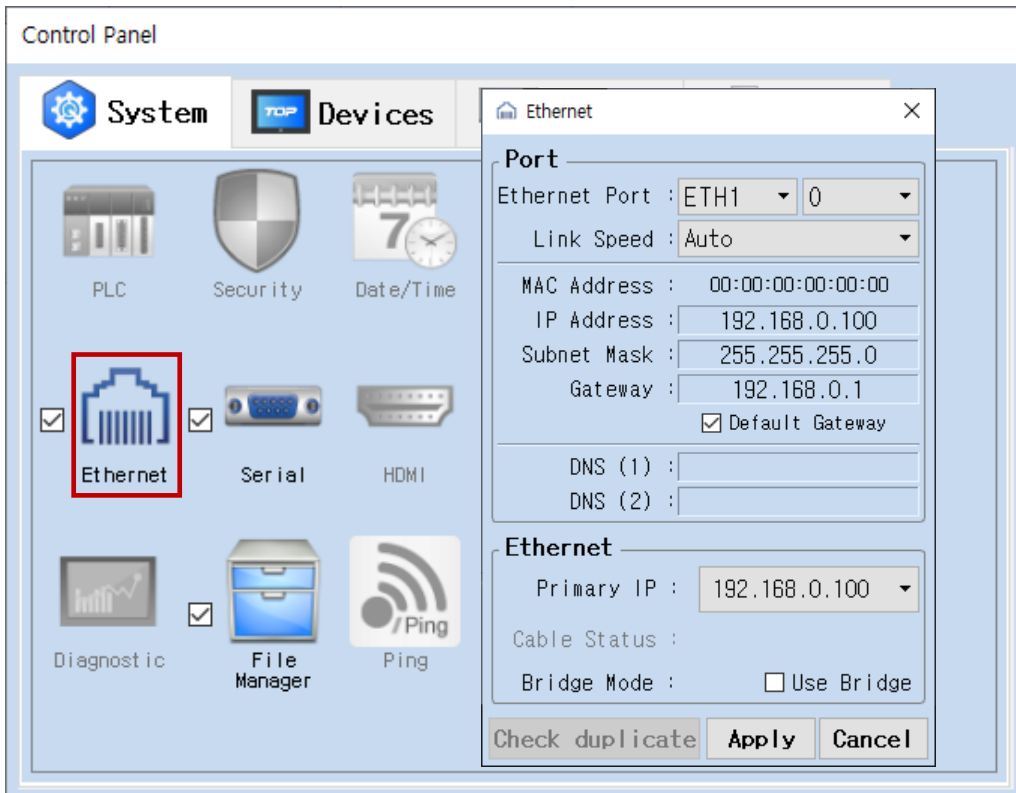 Control Panel
System
TOP
Devices
PLC
Security
7
Date/Time
Ethernet
Serial
HDMI
Diagnostic
File
Manager
/Ping
Ping
Ethernet
Port
Ethernet Port : ETH1 0
Link Speed : Auto
MAC Address : 00:00:00:00:00:00
IP Address : 192.168.0.100
Subnet Mask : 255.255.255.0
Gateway : 192.168.0.1
Default Gateway
DNS (1) :
DNS (2) :
Ethernet
Primary IP : 192.168.0.100
Cable Status :
Bridge Mode : Use Bridge
Check duplicate Apply Cancel